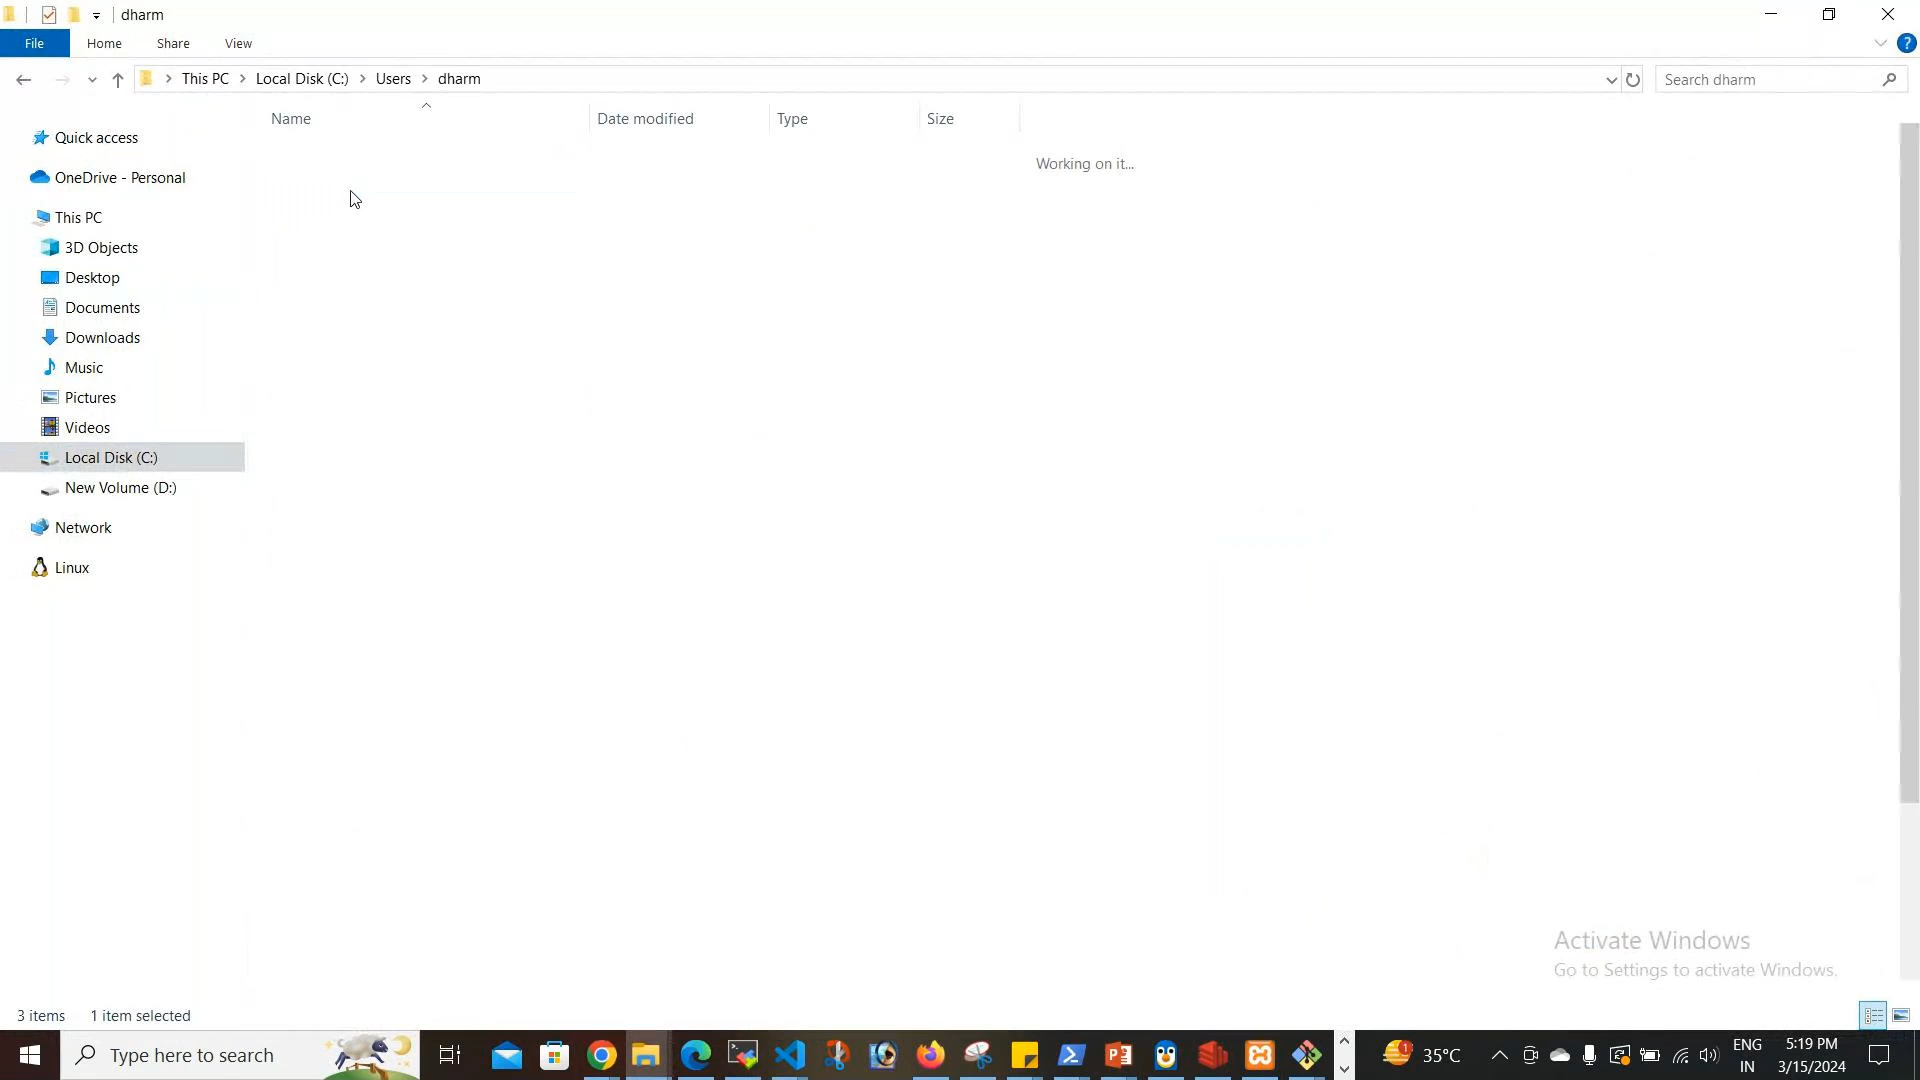 dharm
File Home Share View
This PC Local Disk (C:) Users dharm
Search dharm
Name Date modified Type Size
Working on it...
Quick access
OneDrive - Personal
This PC
3D Objects
Desktop
Documents
Downloads
Music
Pictures
Videos
Local Disk (C:)
New Volume (D:)
Network
Linux
Activate Windows
Go to Settings to activate Windows.
3 items 1 item selected
Type here to search
35°C
ENG
IN
5:19 PM
3/15/2024